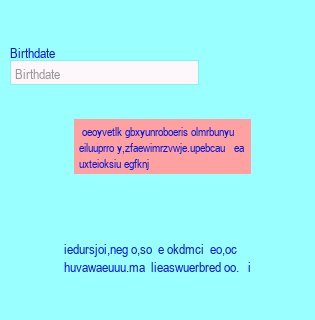 Birthdate
Birthdate
oeoyvetlk gbxyunroboeris olmrbunyu
eiluuprro y,zfaewimrzvwje.upebcau ea
uxteioksiu egfknj
iedursjoi,neg o,so e okdmci eo,oc
huvawaeuuu.ma lieaswuerbred oo. i